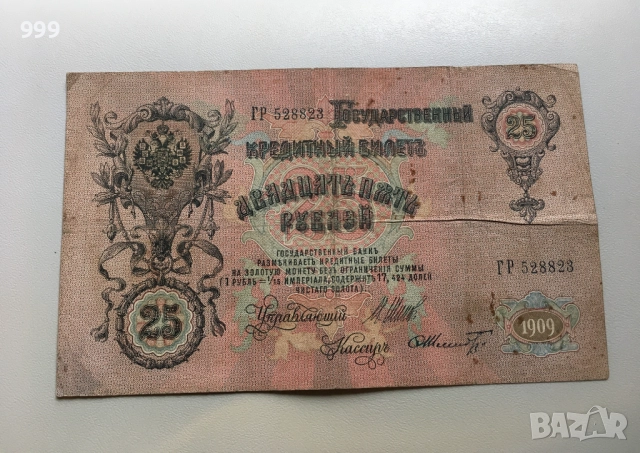 999
ГР 528823 Государственный
Кредитный Билетъ
Двадцать пять
рублей
25
25
Государственный Банкъ
размѣниваетъ кредитные билеты
на золотую монету безъ ограниченія суммы
(1 рубль = 1/15 имперіала, содержитъ 17,424 долей
чистаго золота).
ГР 528823
Управляющій
25
1909
Кассиръ
BAZAR